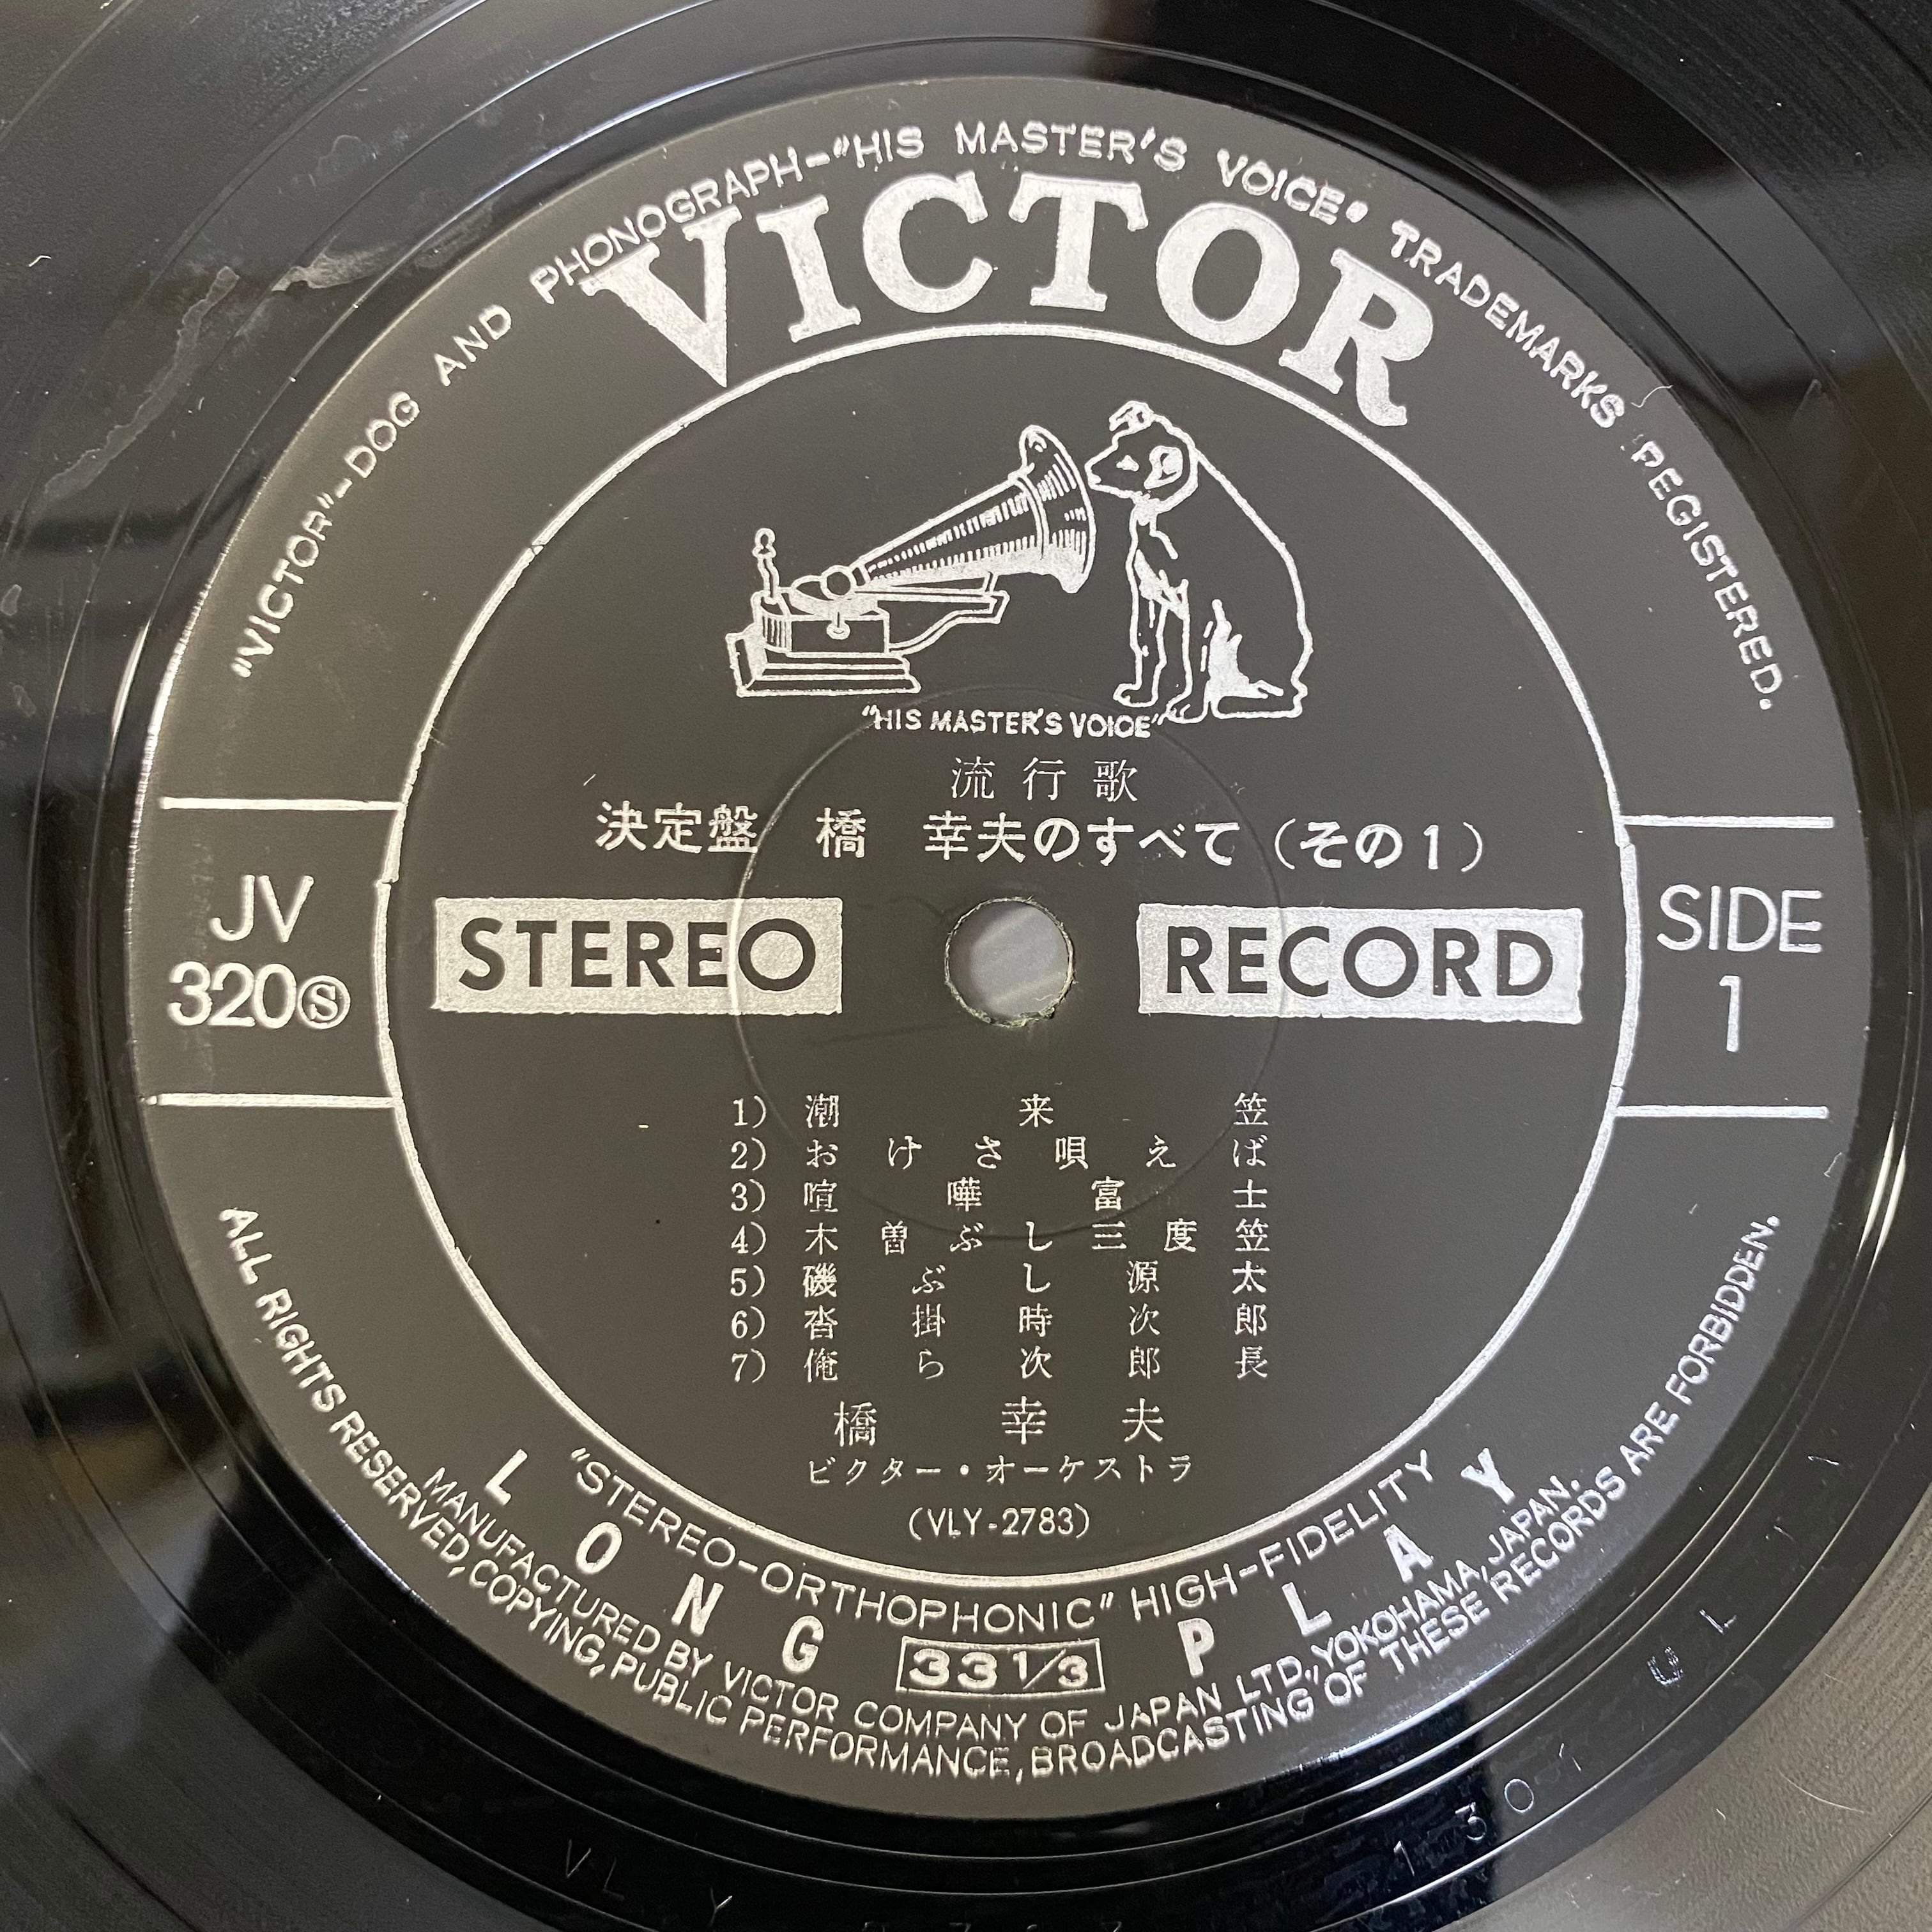 "VICTOR"-DOG AND PHONOGRAPH-"HIS MASTER'S VOICE" TRADEMARKS REGISTERED.
VICTOR
"HIS MASTER'S VOICE"
流行歌
決定盤 橋 幸夫のすべて（その1）
JV
320Ⓢ
STEREO RECORD
SIDE
1
1) 潮来笠
2) おけさ唄えば
3) 喧嘩富士
4) 木曽ぶし三度笠
5) 磯ぶし源太
6) 沓掛時次郎
7) 俺ら次郎長
橋 幸夫
ビクター・オーケストラ
(VLY-2783)
"STEREO-ORTHOPHONIC" HIGH-FIDELITY
LONG 33 1/3 PLAY
MANUFACTURED BY VICTOR COMPANY OF JAPAN LTD., YOKOHAMA, JAPAN.
ALL RIGHTS RESERVED, COPYING, PUBLIC PERFORMANCE, BROADCASTING OF THESE RECORDS ARE FORBIDDEN.